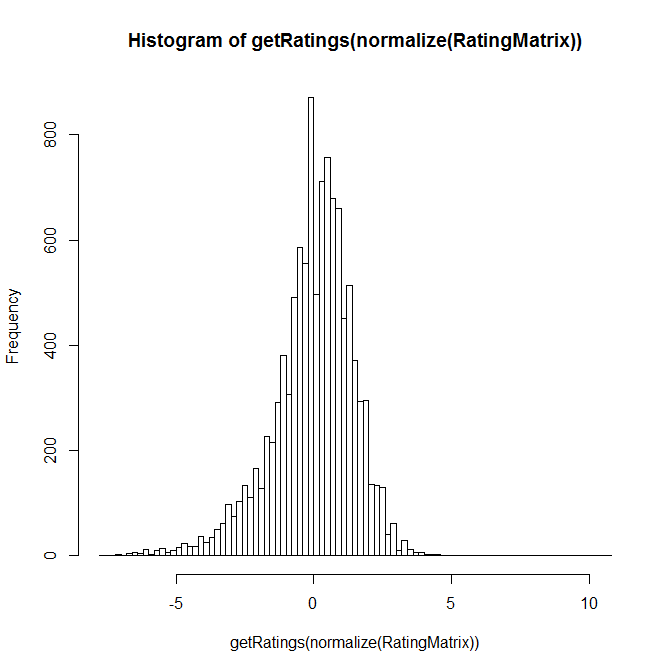 Histogram of getRatings(normalize(RatingMatrix))
Frequency
800
600
400
200
0
-5 0 5 10
getRatings(normalize(RatingMatrix))